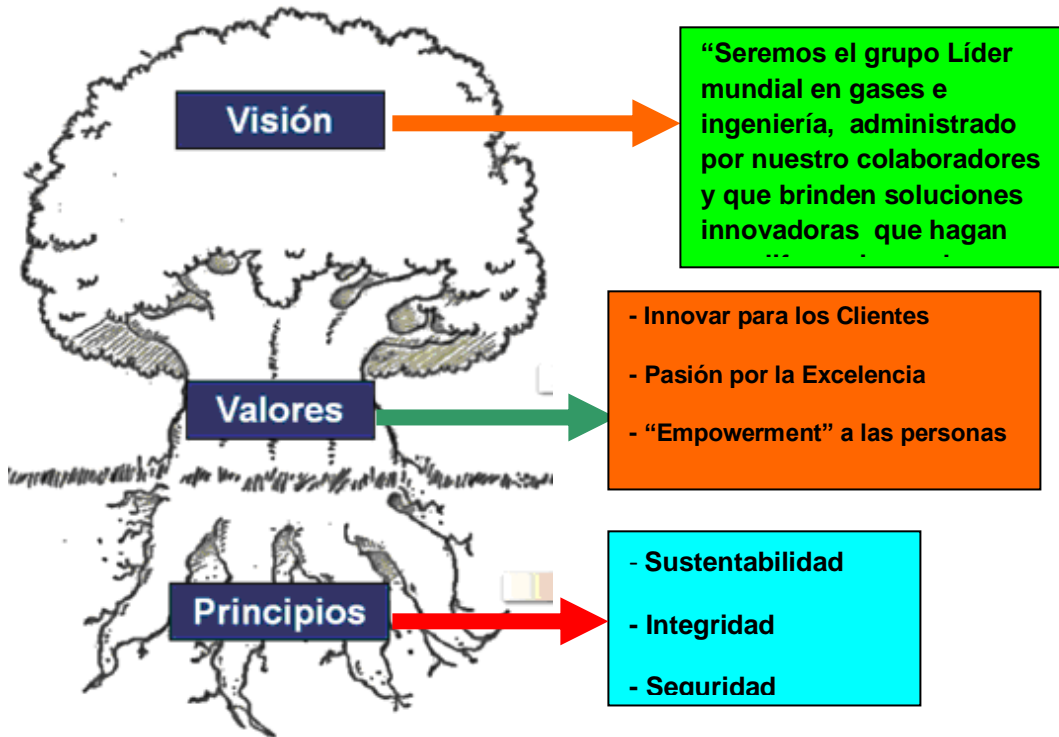 Visión
“Seremos el grupo Líder
mundial en gases e
ingeniería, administrado
por nuestro colaboradores
y que brinden soluciones
innovadoras que hagan
Valores
- Innovar para los Clientes
- Pasión por la Excelencia
- “Empowerment” a las personas
Principios
- Sustentabilidad
- Integridad
- Seguridad